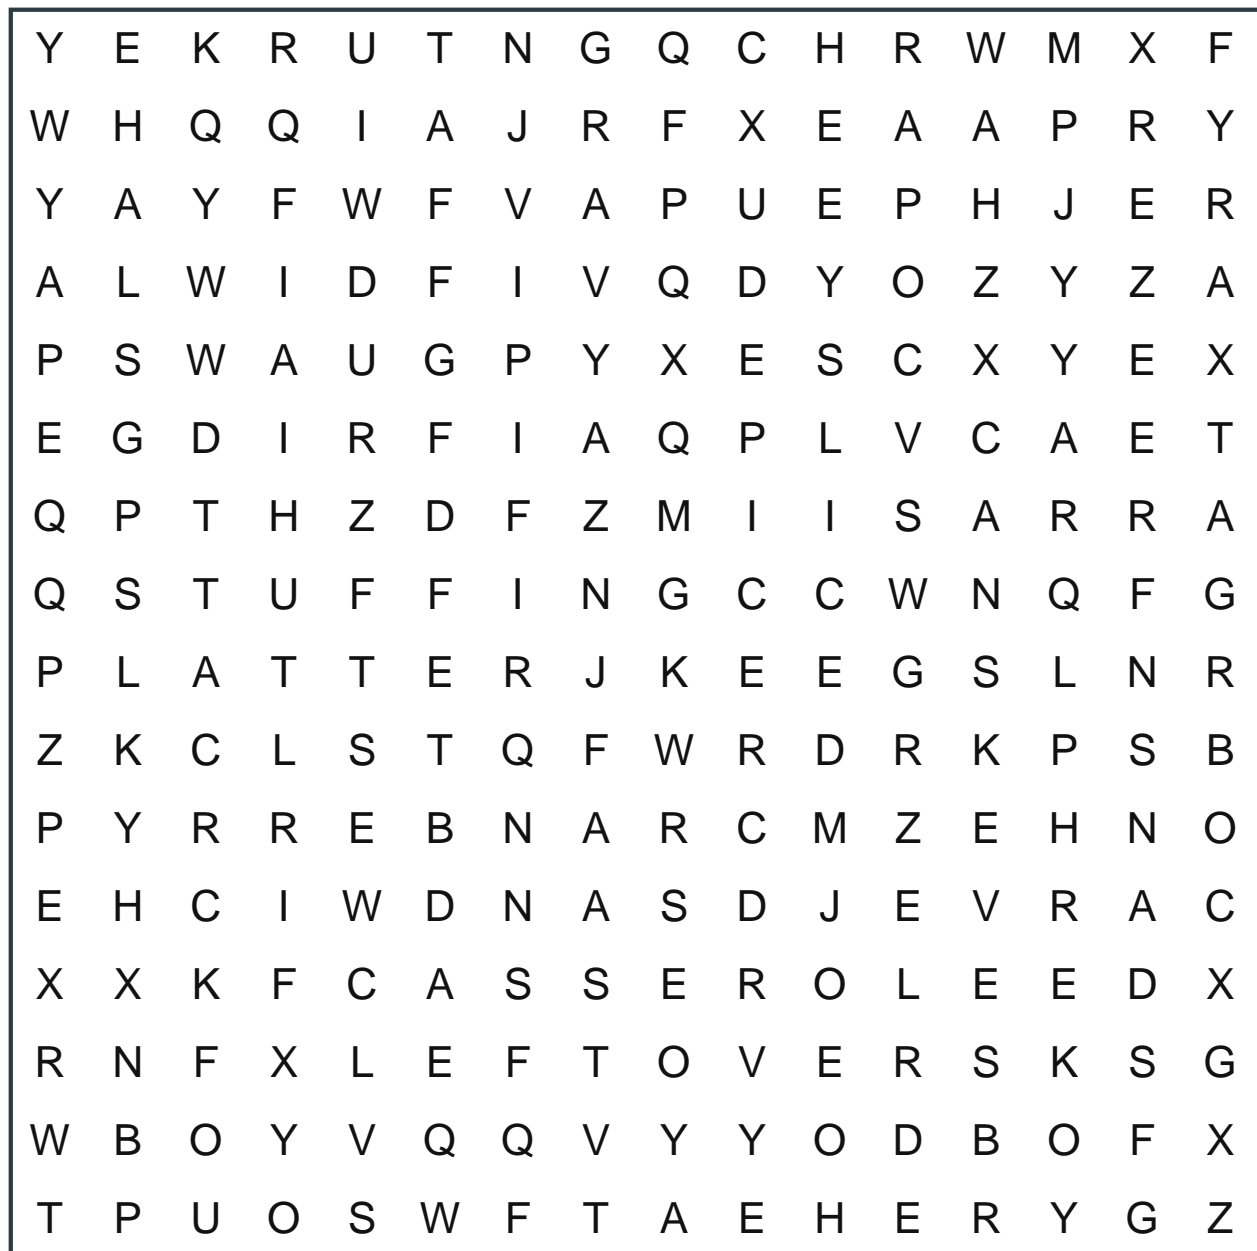 Y E K R U T N G Q C H R W M X F
W H Q Q I A J R F X E A A P R Y
Y A Y F W F V A P U E P H J E R
A L W I D F I V Q D Y O Z Y Z A
P S W A U G P Y X E S C X Y E X
E G D I R F I A Q P L V C A E T
Q P T H Z D F Z M I I S A R R A
Q S T U F F I N G C C W N Q F G
P L A T T E R J K E E G S L N R
Z K C L S T Q F W R D R K P S B
P Y R R E B N A R C M Z E H N O
E H C I W D N A S D J E V R A C
X X K F C A S S E R O L E E D X
R N F X L E F T O V E R S K S G
W B O Y V Q Q V Y Y O D B O F X
T P U O S W F T A E H E R Y G Z